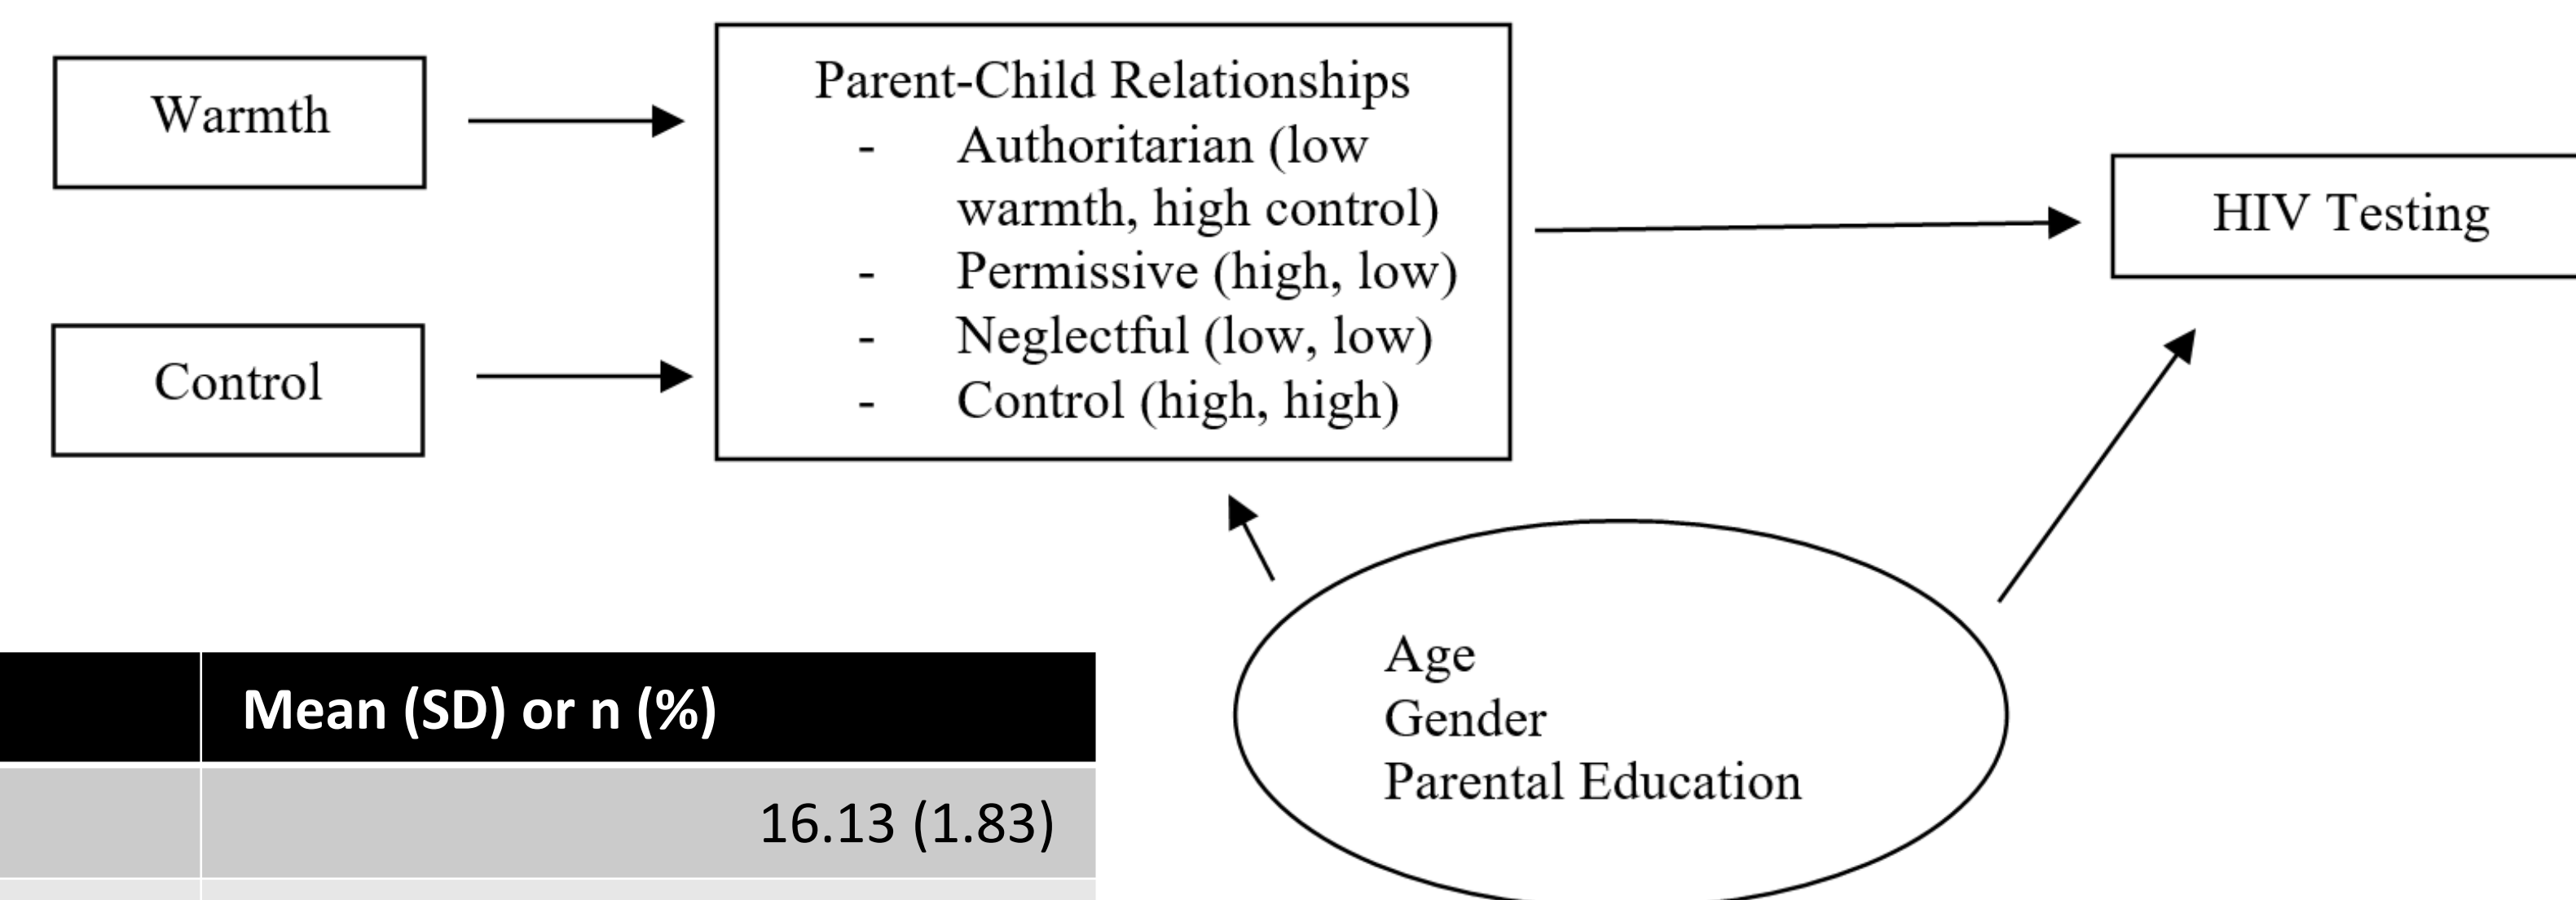 Warmth
Control
Parent-Child Relationships
- Authoritarian (low
warmth, high control)
- Permissive (high, low)
- Neglectful (low, low)
- Control (high, high)
HIV Testing
Age
Gender
Parental Education
Mean (SD) or n (%)
16.13 (1.83)